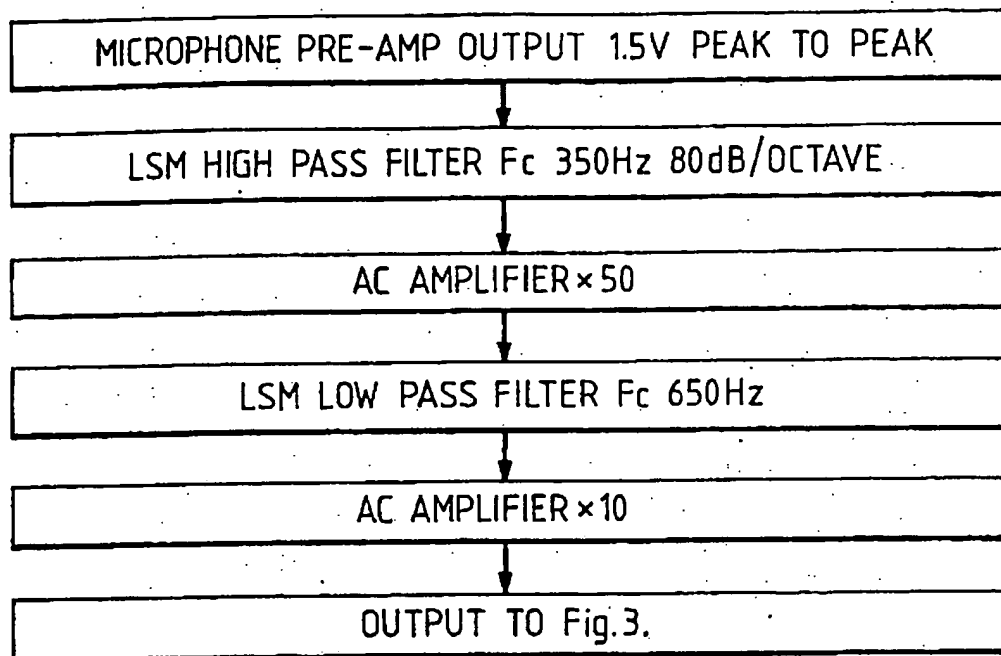 MICROPHONE PRE-AMP OUTPUT 1.5V PEAK TO PEAK
LSM HIGH PASS FILTER Fc 350Hz 80dB/OCTAVE
AC AMPLIFIER × 50
LSM LOW PASS FILTER Fc 650Hz
AC AMPLIFIER × 10
OUTPUT TO Fig.3.